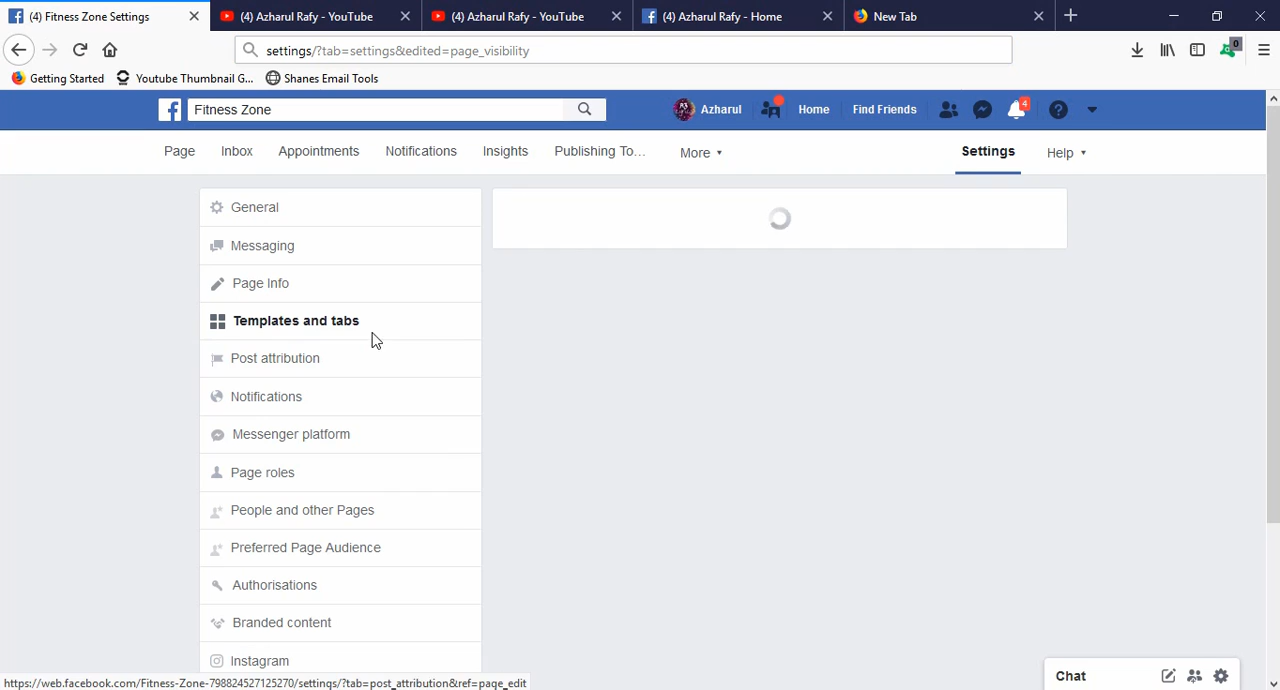 (4) Fitness Zone Settings
(4) Azharul Rafy - YouTube
(4) Azharul Rafy - YouTube
(4) Azharul Rafy - Home
New Tab
settings/?tab=settings&edited=page_visibility
0
Getting Started
Youtube Thumbnail G...
Shanes Email Tools
Fitness Zone
Azharul
Home
Find Friends
4
Page
Inbox
Appointments
Notifications
Insights
Publishing To...
More
Settings
Help
General
Messaging
Page Info
Templates and tabs
Post attribution
Notifications
Messenger platform
Page roles
People and other Pages
Preferred Page Audience
Authorisations
Branded content
Instagram
https://web.facebook.com/Fitness-Zone-798824527125270/settings/?tab=post_attribution&ref=page_edit
Chat